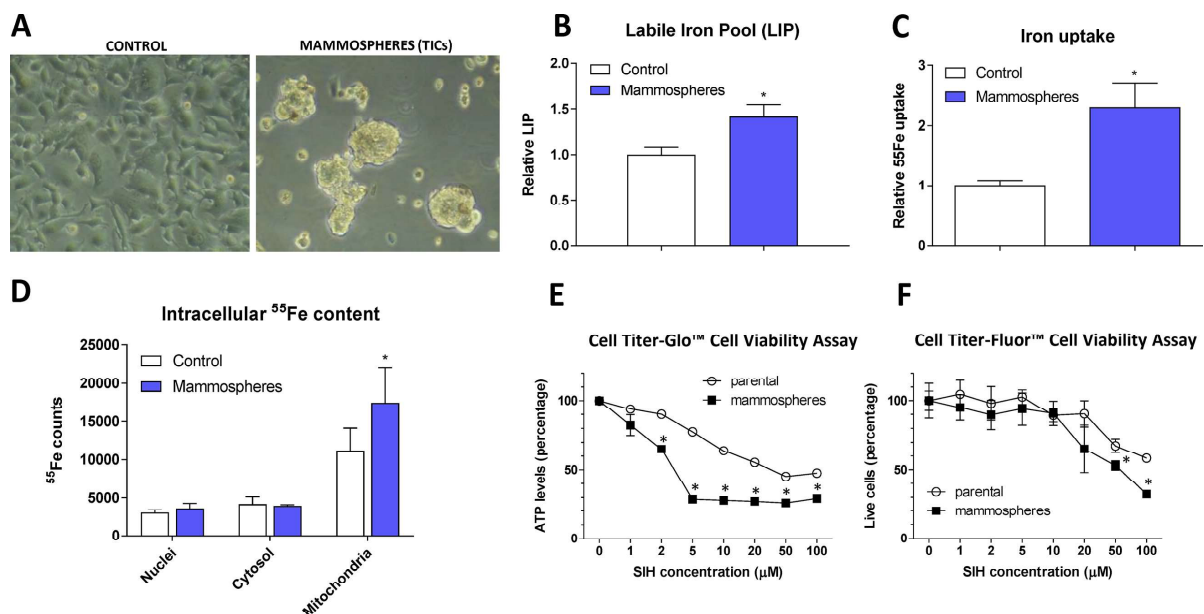 A
CONTROL
MAMMOSPHERES (TICs)
B
Labile Iron Pool (LIP)
Control
Mammospheres
*
Relative LIP
2.0
1.5
1.0
0.5
0.0
C
Iron uptake
Control
Mammospheres
*
Relative 55Fe uptake
3
2
1
0
D
Intracellular ⁵⁵Fe content
Control
Mammospheres
*
⁵⁵Fe counts
25000
20000
15000
10000
5000
0
Nuclei
Cytosol
Mitochondria
E
Cell Titer-Glo™ Cell Viability Assay
parental
mammospheres
ATP levels (percentage)
100
50
0
* * * * * *
0 1 2 5 10 20 50 100
SIH concentration (μM)
F
Cell Titer-Fluor™ Cell Viability Assay
Live cells (percentage)
100
50
0
* *
parental
mammospheres
0 1 2 5 10 20 50 100
SIH concentration (μM)